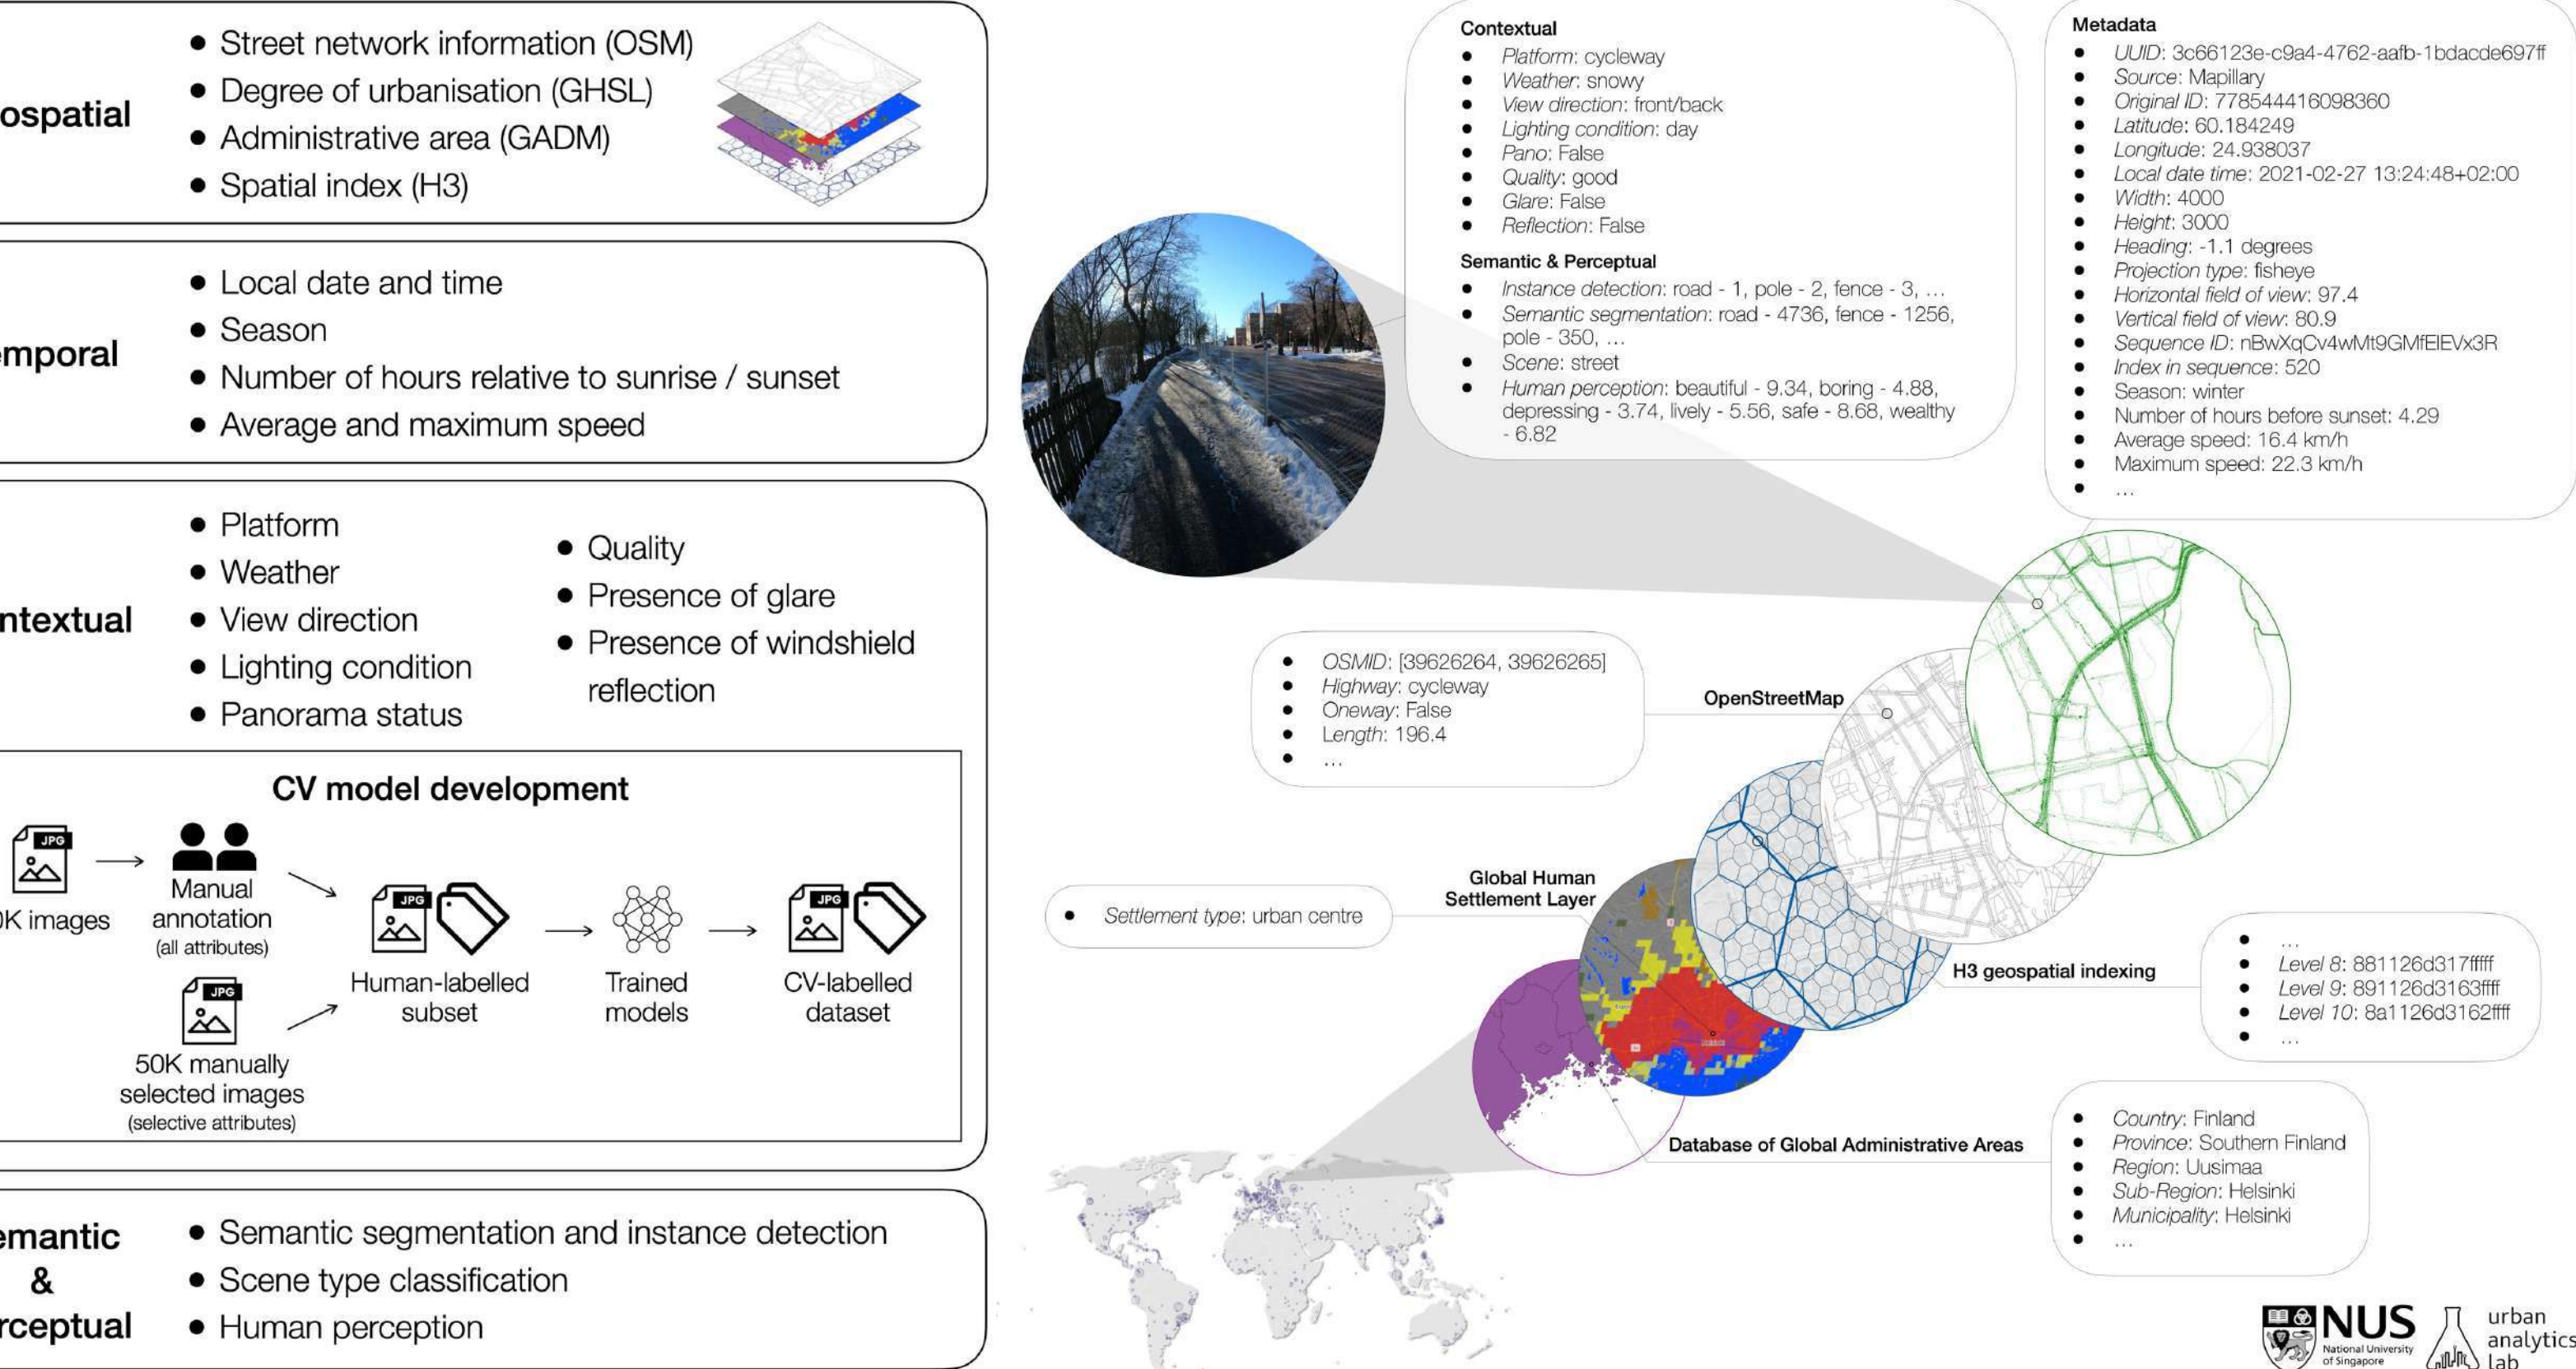 ospatial
● Street network information (OSM)
● Degree of urbanisation (GHSL)
● Administrative area (GADM)
● Spatial index (H3)
emporal
● Local date and time
● Season
● Number of hours relative to sunrise / sunset
● Average and maximum speed
ntextual
● Platform
● Weather
● View direction
● Lighting condition
● Panorama status
● Quality
● Presence of glare
● Presence of windshield
reflection
CV model development
JPG
0K images
Manual
annotation
(all attributes)
JPG
50K manually
selected images
(selective attributes)
JPG
Human-labelled
subset
Trained
models
JPG
CV-labelled
dataset
emantic
&
rceptual
● Semantic segmentation and instance detection
● Scene type classification
● Human perception
Contextual
● Platform: cycleway
● Weather: snowy
● View direction: front/back
● Lighting condition: day
● Pano: False
● Quality: good
● Glare: False
● Reflection: False
Semantic & Perceptual
● Instance detection: road - 1, pole - 2, fence - 3, ...
● Semantic segmentation: road - 4736, fence - 1256,
pole - 350, ...
● Scene: street
● Human perception: beautiful - 9.34, boring - 4.88,
depressing - 3.74, lively - 5.56, safe - 8.68, wealthy
- 6.82
Metadata
● UUID: 3c66123e-c9a4-4762-aafb-1bdacde697ff
● Source: Mapillary
● Original ID: 778544416098360
● Latitude: 60.184249
● Longitude: 24.938037
● Local date time: 2021-02-27 13:24:48+02:00
● Width: 4000
● Height: 3000
● Heading: -1.1 degrees
● Projection type: fisheye
● Horizontal field of view: 97.4
● Vertical field of view: 80.9
● Sequence ID: nBwXqCv4wMt9GMfElEVx3R
● Index in sequence: 520
● Season: winter
● Number of hours before sunset: 4.29
● Average speed: 16.4 km/h
● Maximum speed: 22.3 km/h
● ...
● OSMID: [39626264, 39626265]
● Highway: cycleway
● Oneway: False
● Length: 196.4
● ...
OpenStreetMap
Global Human
Settlement Layer
● Settlement type: urban centre
H3 geospatial indexing
● ...
● Level 8: 881126d317fffff
● Level 9: 891126d3163ffff
● Level 10: 8a1126d3162ffff
● ...
Database of Global Administrative Areas
● Country: Finland
● Province: Southern Finland
● Region: Uusimaa
● Sub-Region: Helsinki
● Municipality: Helsinki
● ...
NUS
National University
of Singapore
urban
analytics
lab